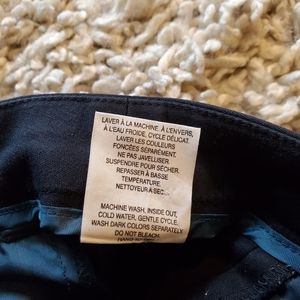 LAVER À LA MACHINE À L'ENVERS,
À L'EAU FROIDE, CYCLE DÉLICAT.
LAVER LES COULEURS
FONCÉES SÉPARÉMENT.
NE PAS JAVELLISER.
SUSPENDRE POUR SÉCHER.
REPASSER À BASSE
TEMPÉRATURE.
NETTOYER À SEC.
MACHINE WASH, INSIDE OUT,
COLD WATER, GENTLE CYCLE.
WASH DARK COLORS SEPARATELY
DO NOT BLEACH.
HANG